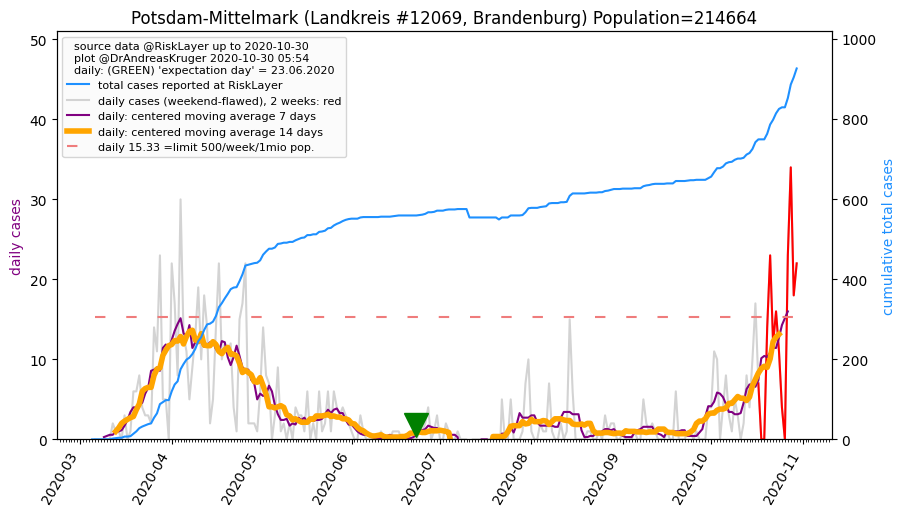 Potsdam-Mittelmark (Landkreis #12069, Brandenburg) Population=214664
source data @RiskLayer up to 2020-10-30
plot @DrAndreasKruger 2020-10-30 05:54
daily: (GREEN) 'expectation day' = 23.06.2020
total cases reported at RiskLayer
daily cases (weekend-flawed), 2 weeks: red
daily: centered moving average 7 days
daily: centered moving average 14 days
daily 15.33 =limit 500/week/1mio pop.
daily cases
50
40
30
20
10
0
cumulative total cases
1000
800
600
400
200
0
2020-03
2020-04
2020-05
2020-06
2020-07
2020-08
2020-09
2020-10
2020-11